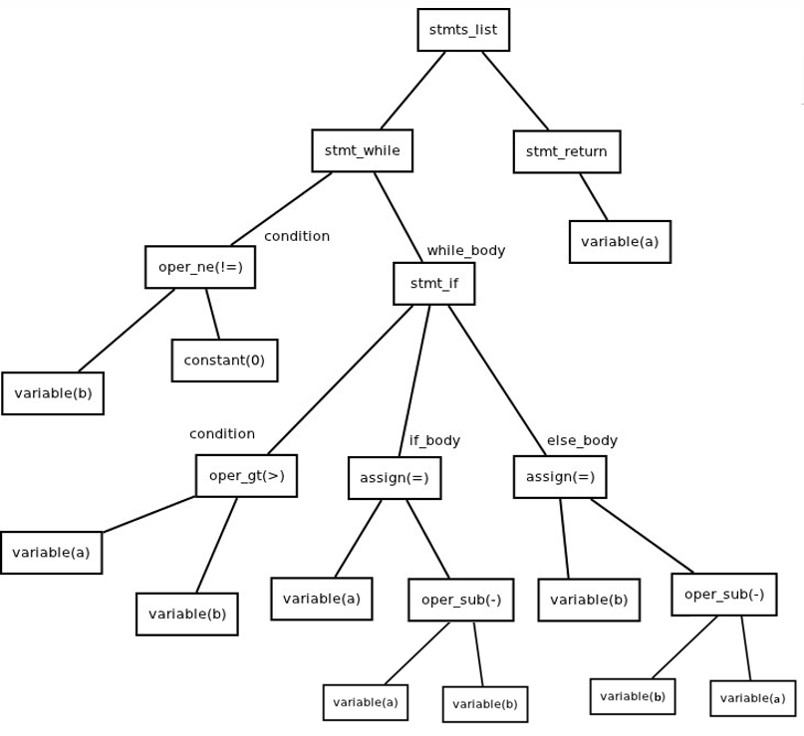 stmts_list
stmt_while
stmt_return
condition
while_body
variable(a)
oper_ne(!=)
stmt_if
constant(0)
variable(b)
condition
if_body
else_body
oper_gt(>)
assign(=)
assign(=)
variable(a)
variable(b)
variable(a)
oper_sub(-)
variable(b)
oper_sub(-)
variable(a)
variable(b)
variable(b)
variable(a)